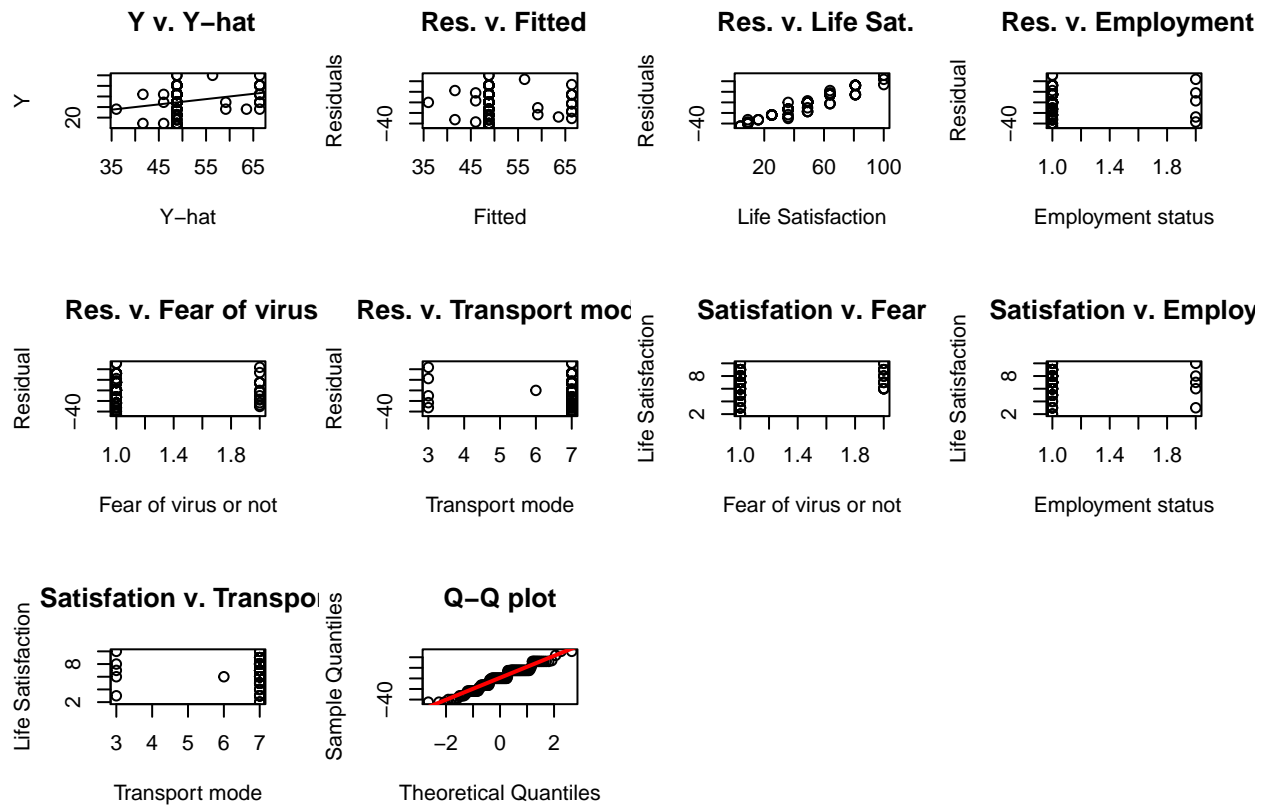 Y v. Y−hat
Y
20
35 45 55 65
Y−hat
Res. v. Fitted
Residuals
−40
35 45 55 65
Fitted
Res. v. Life Sat.
Residuals
−40
20 60 100
Life Satisfaction
Res. v. Employment
Residual
−40
1.0 1.4 1.8
Employment status
Res. v. Fear of virus
Residual
−40
1.0 1.4 1.8
Fear of virus or not
Res. v. Transport mod
Residual
−40
3 4 5 6 7
Transport mode
Satisfation v. Fear
Life Satisfaction
2 8
1.0 1.4 1.8
Fear of virus or not
Satisfation v. Employ
Life Satisfaction
2 8
1.0 1.4 1.8
Employment status
Satisfation v. Transpor
Life Satisfaction
2 8
3 4 5 6 7
Transport mode
Q−Q plot
Sample Quantiles
−40
−2 0 2
Theoretical Quantiles